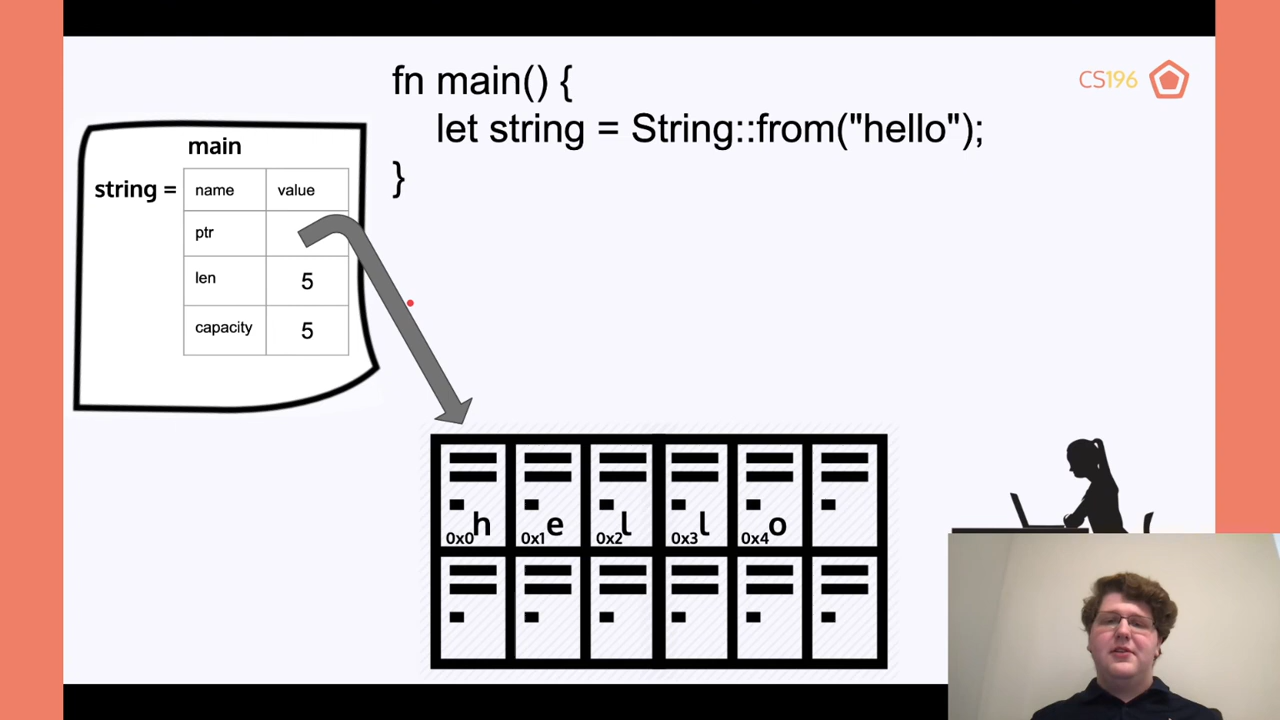 fn main() {
let string = String::from("hello");
}
CS196
main
string =
name value
ptr
len 5
capacity 5
h e l l o
0x0 0x1 0x2 0x3 0x4